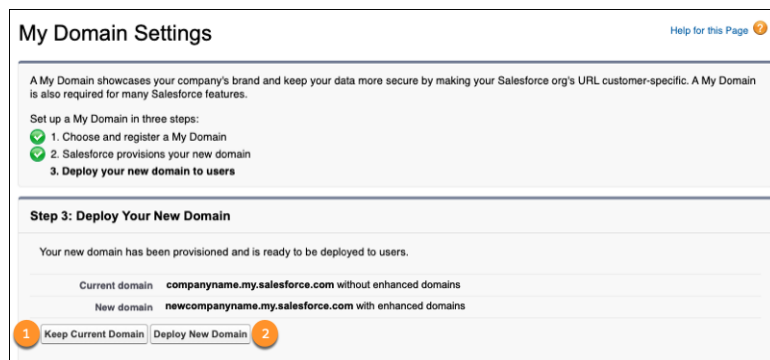 My Domain Settings
Help for this Page ?
A My Domain showcases your company's brand and keep your data more secure by making your Salesforce org's URL customer-specific. A My Domain
is also required for many Salesforce features.
Set up a My Domain in three steps:
1. Choose and register a My Domain
2. Salesforce provisions your new domain
3. Deploy your new domain to users
Step 3: Deploy Your New Domain
Your new domain has been provisioned and is ready to be deployed to users.
Current domain companyname.my.salesforce.com without enhanced domains
New domain newcompanyname.my.salesforce.com with enhanced domains
1 Keep Current Domain Deploy New Domain 2